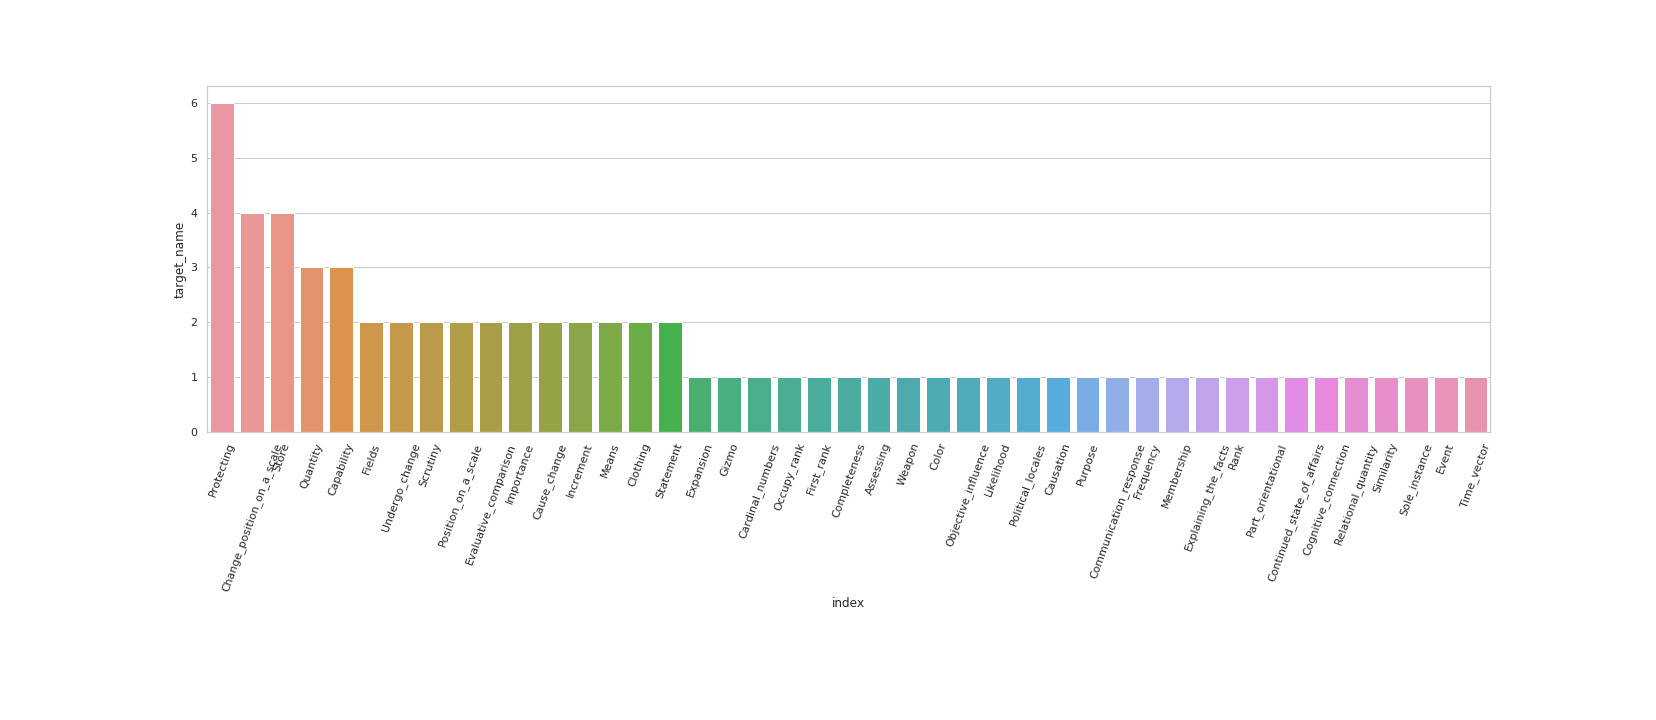 6
5
4
3
2
1
0
target_name
Protecting
Change_position_on_a_scale
Store
Quantity
Capability
Fields
Undergo_change
Scrutiny
Position_on_a_scale
Evaluative_comparison
Importance
Cause_change
Increment
Means
Clothing
Statement
Expansion
Gizmo
Cardinal_numbers
Occupy_rank
First_rank
Completeness
Assessing
Weapon
Color
Objective_influence
Likelihood
Political_locales
Causation
Purpose
Communication_response
Frequency
Membership
Explaining_the_facts
Rank
Part_orientational
Continued_state_of_affairs
Cognitive_connection
Relational_quantity
Similarity
Sole_instance
Event
Time_vector
index